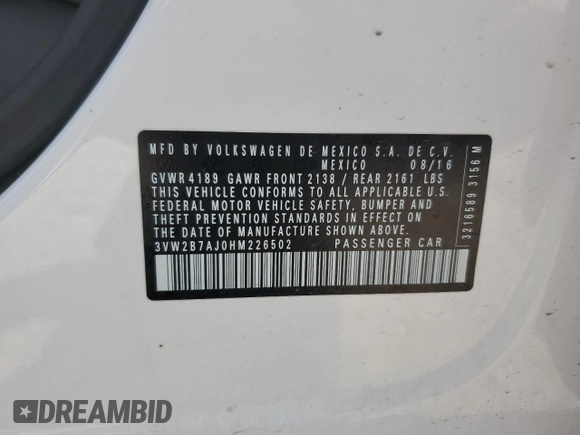 MFD BY VOLKSWAGEN DE MEXICO S.A. DE C.V.
MEXICO 08/16
GVWR 4189 GAWR FRONT 2138 / REAR 2161 LBS
THIS VEHICLE CONFORMS TO ALL APPLICABLE U.S.
FEDERAL MOTOR VEHICLE SAFETY, BUMPER AND
THEFT PREVENTION STANDARDS IN EFFECT ON
THE DATE OF MANUFACTURE SHOWN ABOVE
3VW2B7AJ0HM226502 PASSENGER CAR
3216589 3156 M
DREAMBID